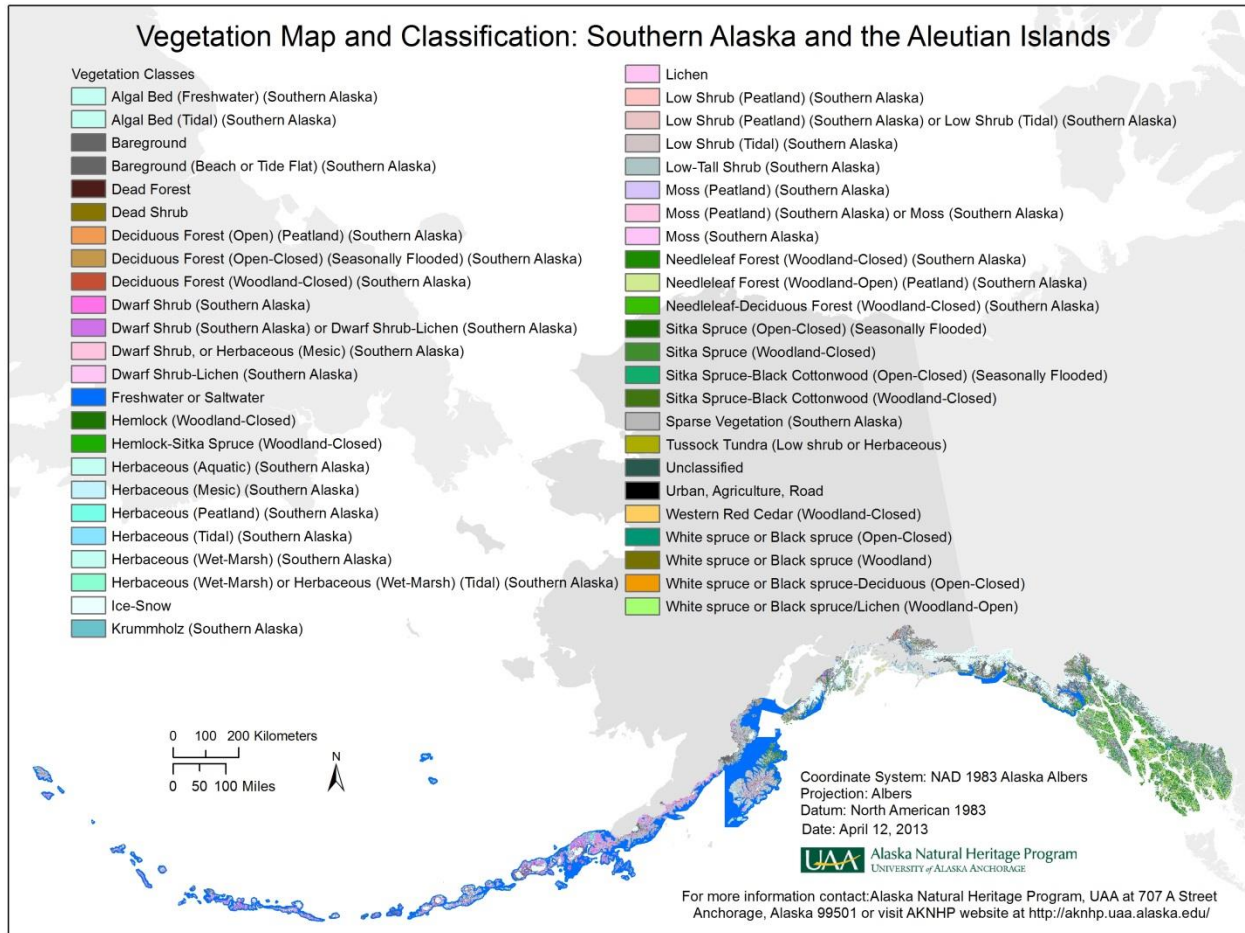 Vegetation Map and Classification: Southern Alaska and the Aleutian Islands
Vegetation Classes
Algal Bed (Freshwater) (Southern Alaska)
Algal Bed (Tidal) (Southern Alaska)
Bareground
Bareground (Beach or Tide Flat) (Southern Alaska)
Dead Forest
Dead Shrub
Deciduous Forest (Open) (Peatland) (Southern Alaska)
Deciduous Forest (Open-Closed) (Seasonally Flooded) (Southern Alaska)
Deciduous Forest (Woodland-Closed) (Southern Alaska)
Dwarf Shrub (Southern Alaska)
Dwarf Shrub (Southern Alaska) or Dwarf Shrub-Lichen (Southern Alaska)
Dwarf Shrub, or Herbaceous (Mesic) (Southern Alaska)
Dwarf Shrub-Lichen (Southern Alaska)
Freshwater or Saltwater
Hemlock (Woodland-Closed)
Hemlock-Sitka Spruce (Woodland-Closed)
Herbaceous (Aquatic) (Southern Alaska)
Herbaceous (Mesic) (Southern Alaska)
Herbaceous (Peatland) (Southern Alaska)
Herbaceous (Tidal) (Southern Alaska)
Herbaceous (Wet-Marsh) (Southern Alaska)
Herbaceous (Wet-Marsh) or Herbaceous (Wet-Marsh) (Tidal) (Southern Alaska)
Ice-Snow
Krummholz (Southern Alaska)
Lichen
Low Shrub (Peatland) (Southern Alaska)
Low Shrub (Peatland) (Southern Alaska) or Low Shrub (Tidal) (Southern Alaska)
Low Shrub (Tidal) (Southern Alaska)
Low-Tall Shrub (Southern Alaska)
Moss (Peatland) (Southern Alaska)
Moss (Peatland) (Southern Alaska) or Moss (Southern Alaska)
Moss (Southern Alaska)
Needleleaf Forest (Woodland-Closed) (Southern Alaska)
Needleleaf Forest (Woodland-Open) (Peatland) (Southern Alaska)
Needleleaf-Deciduous Forest (Woodland-Closed) (Southern Alaska)
Sitka Spruce (Open-Closed) (Seasonally Flooded)
Sitka Spruce (Woodland-Closed)
Sitka Spruce-Black Cottonwood (Open-Closed) (Seasonally Flooded)
Sitka Spruce-Black Cottonwood (Woodland-Closed)
Sparse Vegetation (Southern Alaska)
Tussock Tundra (Low shrub or Herbaceous)
Unclassified
Urban, Agriculture, Road
Western Red Cedar (Woodland-Closed)
White spruce or Black spruce (Open-Closed)
White spruce or Black spruce (Woodland)
White spruce or Black spruce-Deciduous (Open-Closed)
White spruce or Black spruce/Lichen (Woodland-Open)
0 100 200 Kilometers
0 50 100 Miles
N
Coordinate System: NAD 1983 Alaska Albers
Projection: Albers
Datum: North American 1983
Date: April 12, 2013
UAA Alaska Natural Heritage Program
UNIVERSITY of ALASKA ANCHORAGE
For more information contact:Alaska Natural Heritage Program, UAA at 707 A Street
Anchorage, Alaska 99501 or visit AKNHP website at http://aknhp.uaa.alaska.edu/